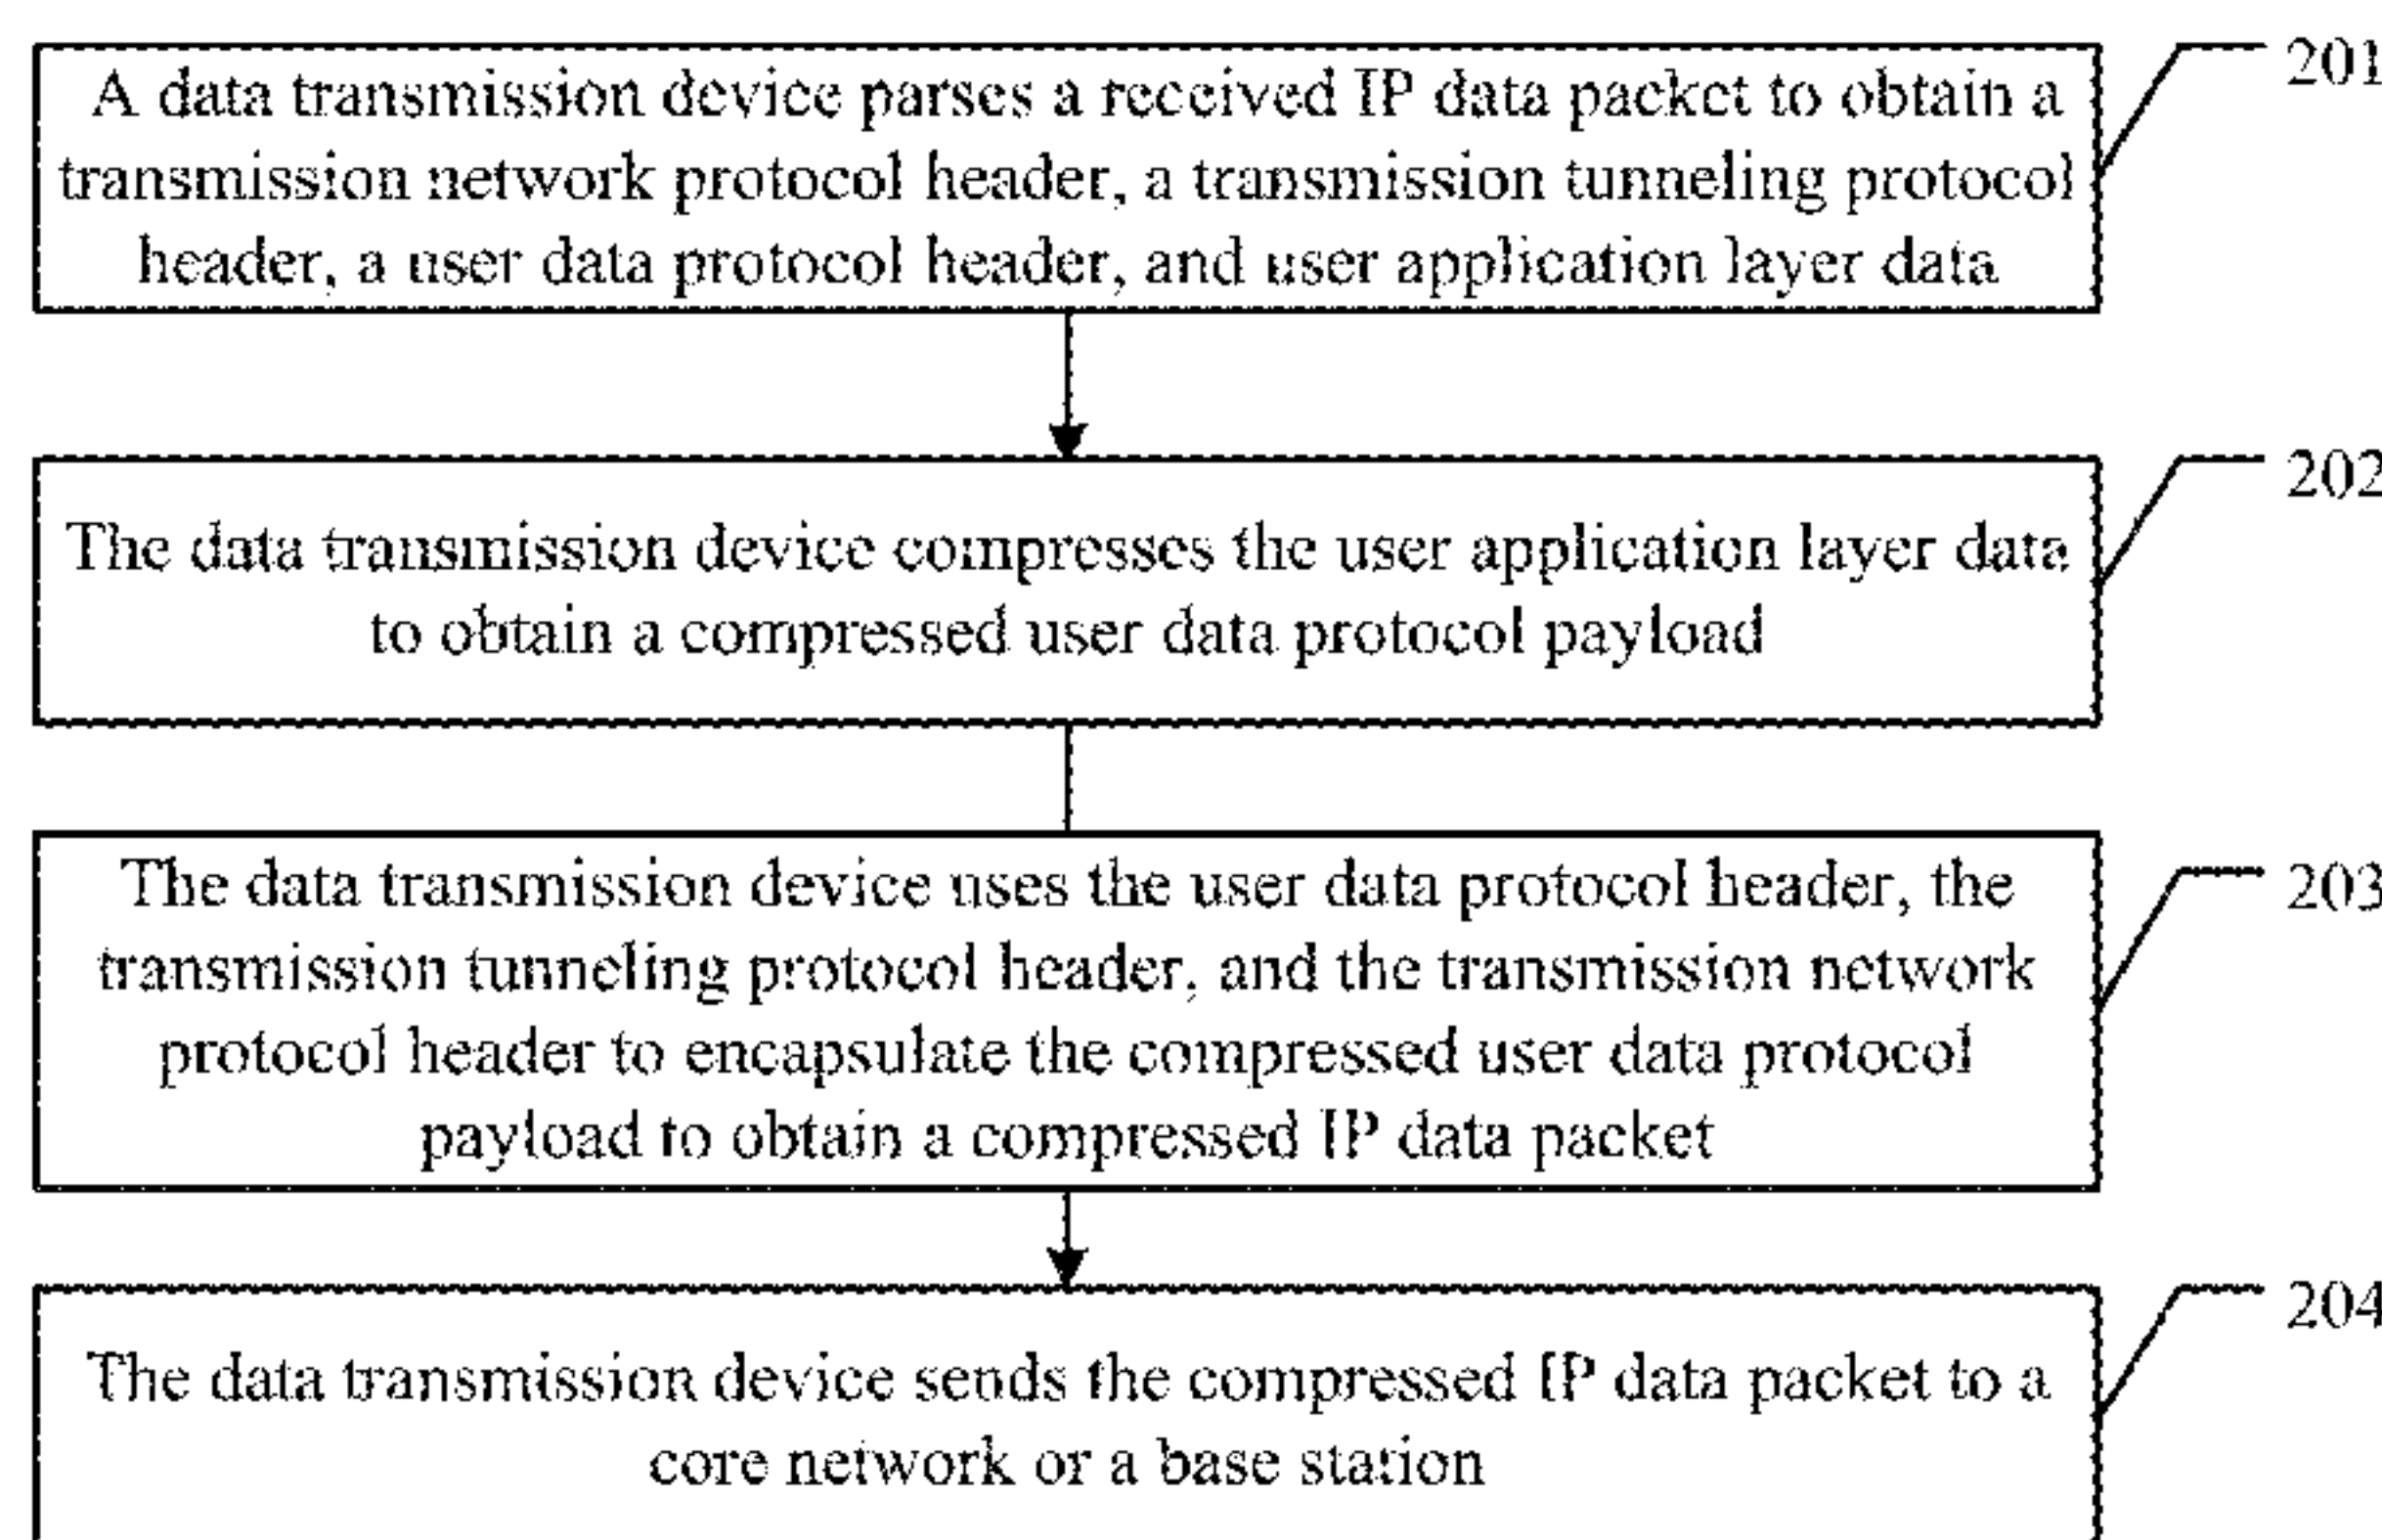 A data transmission device parses a received IP data packet to obtain a
transmission network protocol header, a transmission tunneling protocol
header, a user data protocol header, and user application layer data
201
The data transmission device compresses the user application layer data
to obtain a compressed user data protocol payload
202
The data transmission device uses the user data protocol header, the
transmission tunneling protocol header, and the transmission network
protocol header to encapsulate the compressed user data protocol
payload to obtain a compressed IP data packet
203
The data transmission device sends the compressed IP data packet to a
core network or a base station
204